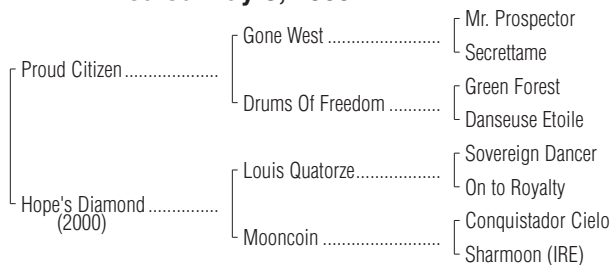 Mr. Prospector
Gone West
Secrettame
Proud Citizen
Green Forest
Drums Of Freedom
Danseuse Etoile
Sovereign Dancer
Louis Quatorze
On to Royalty
Hope's Diamond
(2000)
Conquistador Cielo
Mooncoin
Sharmoon (IRE)